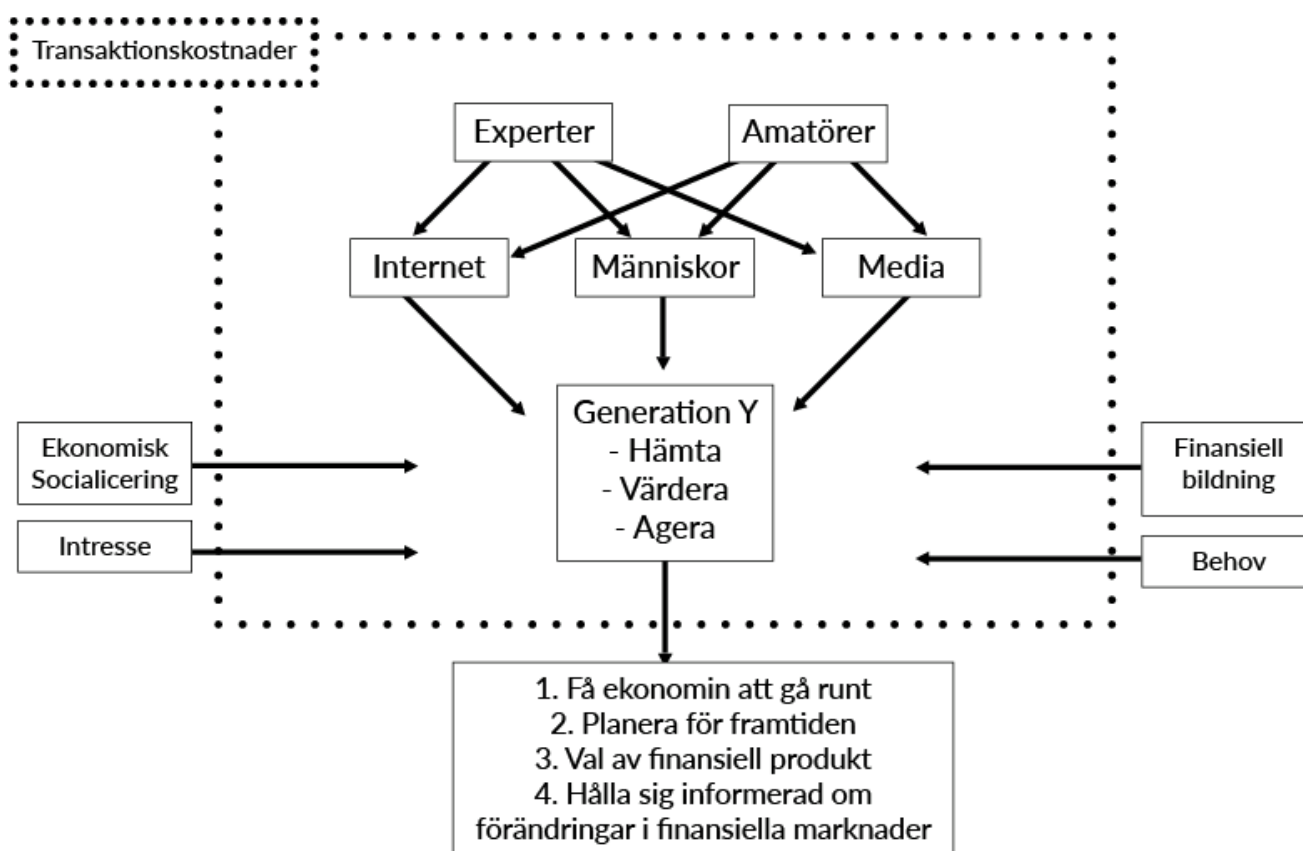 Transaktionskostnader
Experter
Amatörer
Internet
Människor
Media
Generation Y
- Hämta
- Värdera
- Agera
Ekonomisk
Socialicering
Intresse
Finansiell
bildning
Behov
1. Få ekonomin att gå runt
2. Planera för framtiden
3. Val av finansiell produkt
4. Hålla sig informerad om
förändringar i finansiella marknader